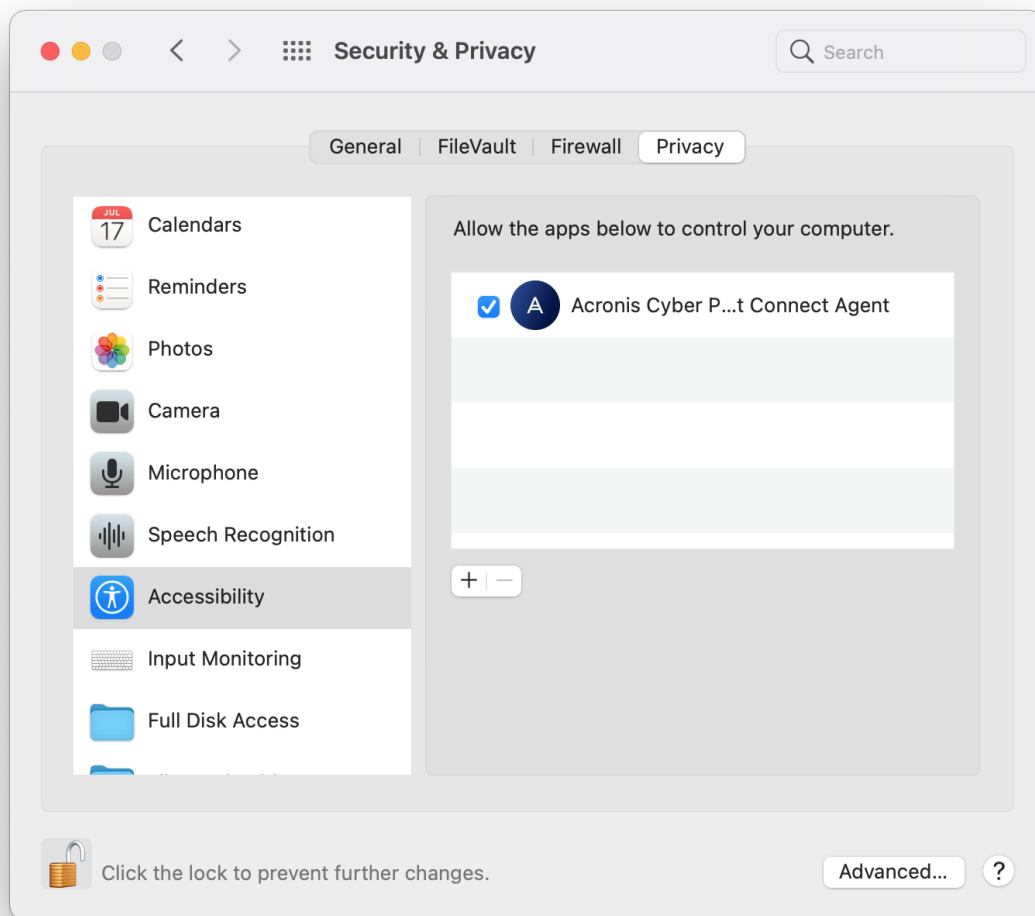 Security & Privacy
Search
General
FileVault
Firewall
Privacy
JUL
17
Calendars
Reminders
Photos
Camera
Microphone
Speech Recognition
Accessibility
Input Monitoring
Full Disk Access
Allow the apps below to control your computer.
A
Acronis Cyber P...t Connect Agent
+ −
Click the lock to prevent further changes.
Advanced...
?